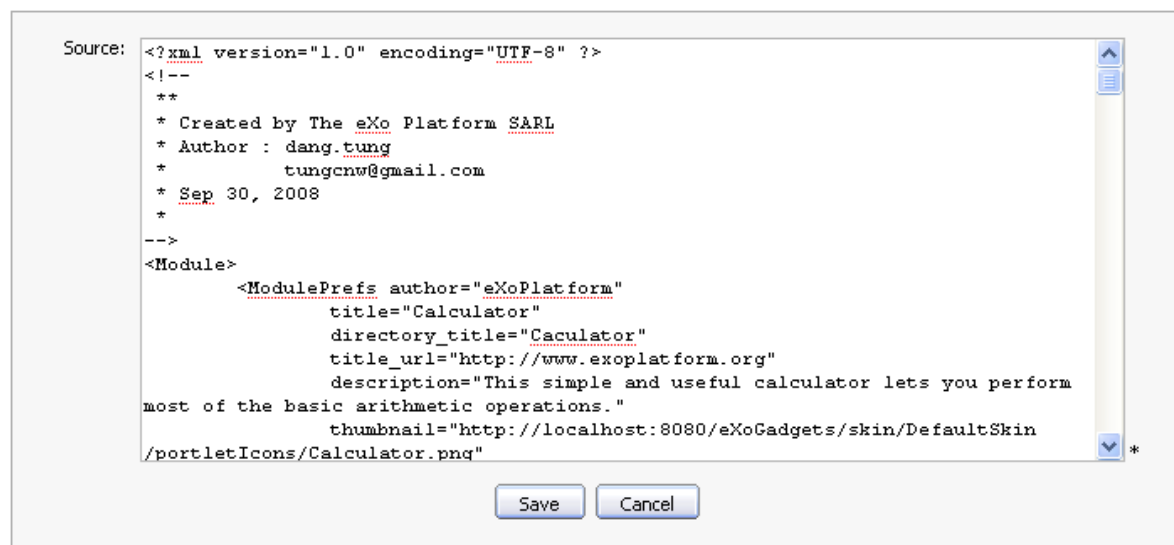 Source:
<?xml version="1.0" encoding="UTF-8" ?>
<!--
 **
 * Created by The eXo Platform SARL
 * Author : dang.tung
 *          tungcnw@gmail.com
 * Sep 30, 2008
 *
-->
<Module>
        <ModulePrefs author="eXoPlatform"
                title="Calculator"
                directory_title="Caculator"
                title_url="http://www.exoplatform.org"
                description="This simple and useful calculator lets you perform
most of the basic arithmetic operations."
                thumbnail="http://localhost:8080/eXoGadgets/skin/DefaultSkin
/portletIcons/Calculator.png"
*
Save Cancel